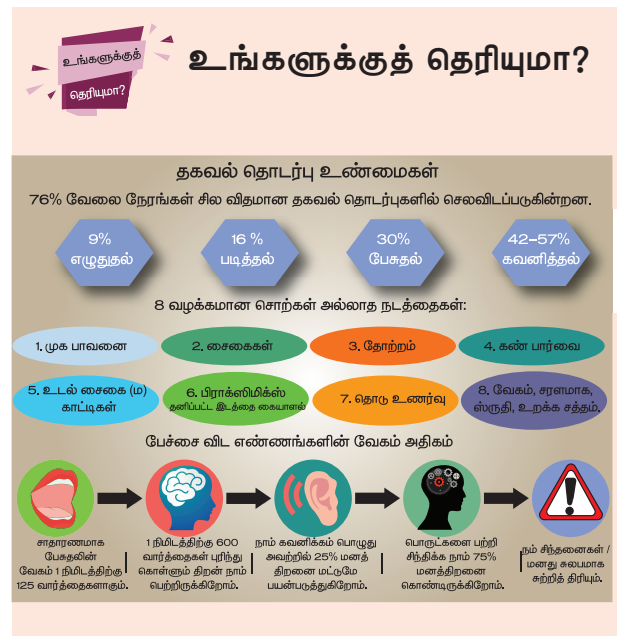 உங்களுக்குத்
தெரியுமா?
உங்களுக்குத் தெரியுமா?
தகவல் தொடர்பு உண்மைகள்
76% வேலை நேரங்கள் சில விதமான தகவல் தொடர்புகளில் செலவிடப்படுகின்றன.
9%
எழுதுதல்
16 %
படித்தல்
30%
பேசுதல்
42–57%
கவனித்தல்
8 வழக்கமான சொற்கள் அல்லாத நடத்தைகள்:
1. முக பாவனை
2. சைகைகள்
3. தோற்றம்
4. கண் பார்வை
5. உடல் சைகை (ம)
காட்டிகள்
6. பிராக்ஸிமிக்ஸ்
தனிப்பட்ட இடத்தை கையாளல்
7. தொடு உணர்வு
8. வேகம், சரளமாக,
ஸ்ருதி, உறக்க சத்தம்.
பேச்சை விட எண்ணங்களின் வேகம் அதிகம்
சாதாரணமாக
பேசுதலின்
வேகம் 1 நிமிடத்திற்கு
125 வார்த்தைகளாகும்.
1 நிமிடத்திற்கு 600
வார்த்தைகள் புரிந்து
கொள்ளும் திறன் நாம்
பெற்றிருக்கிறோம்.
நாம் கவனிக்கம் பொழுது
அவற்றில் 25% மனத்
திறனை மட்டுமே
பயன்படுத்துகிறோம்.
பொருட்களை பற்றி
சிந்திக்க நாம் 75%
மனத்திறனை
கொண்டிருக்கிறோம்.
நம் சிந்தனைகள் /
மனது சுலபமாக
சுற்றித் திரியும்.